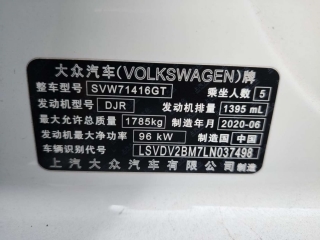 大众汽车(VOLKSWAGEN)牌
整车型号 SVW71416GT 乘坐人数 5
发动机型号 DJR 发动机排量 1395 mL
最大允许总质量 1785kg 制造年月 2020-06
发动机最大净功率 96 kW 制造国 中国
车辆识别代号 LSVDV2BM7LN037498
上汽大众汽车有限公司制造